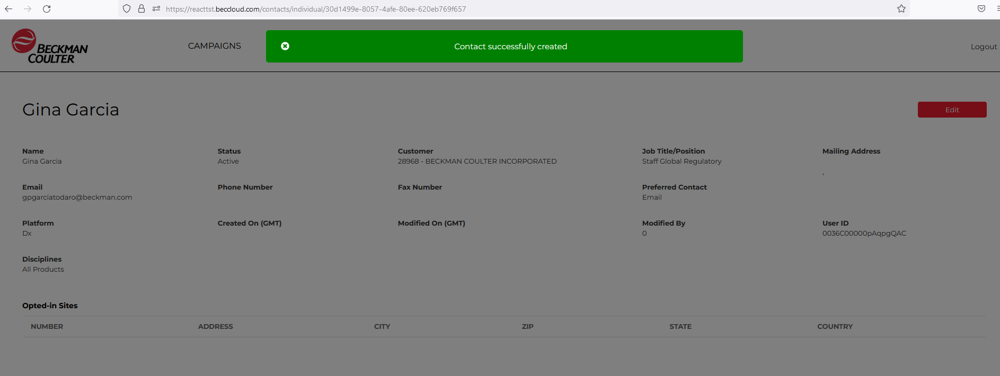 https://reacttst.beccloud.com/contacts/individual/30d1499e-8057-4afe-80ee-620eb769f657
BECKMAN
COULTER
CAMPAIGNS
Contact successfully created
Logout
Gina Garcia
Edit
Name Status Customer Job Title/Position Mailing Address
Gina Garcia Active 28968 - BECKMAN COULTER INCORPORATED Staff Global Regulatory
,
Email Phone Number Fax Number Preferred Contact
gpgarciatodaro@beckman.com Email
Platform Created On (GMT) Modified On (GMT) Modified By User ID
Dx 0 0036C00000pAqpgQAC
Disciplines
All Products
Opted-in Sites
NUMBER ADDRESS CITY ZIP STATE COUNTRY